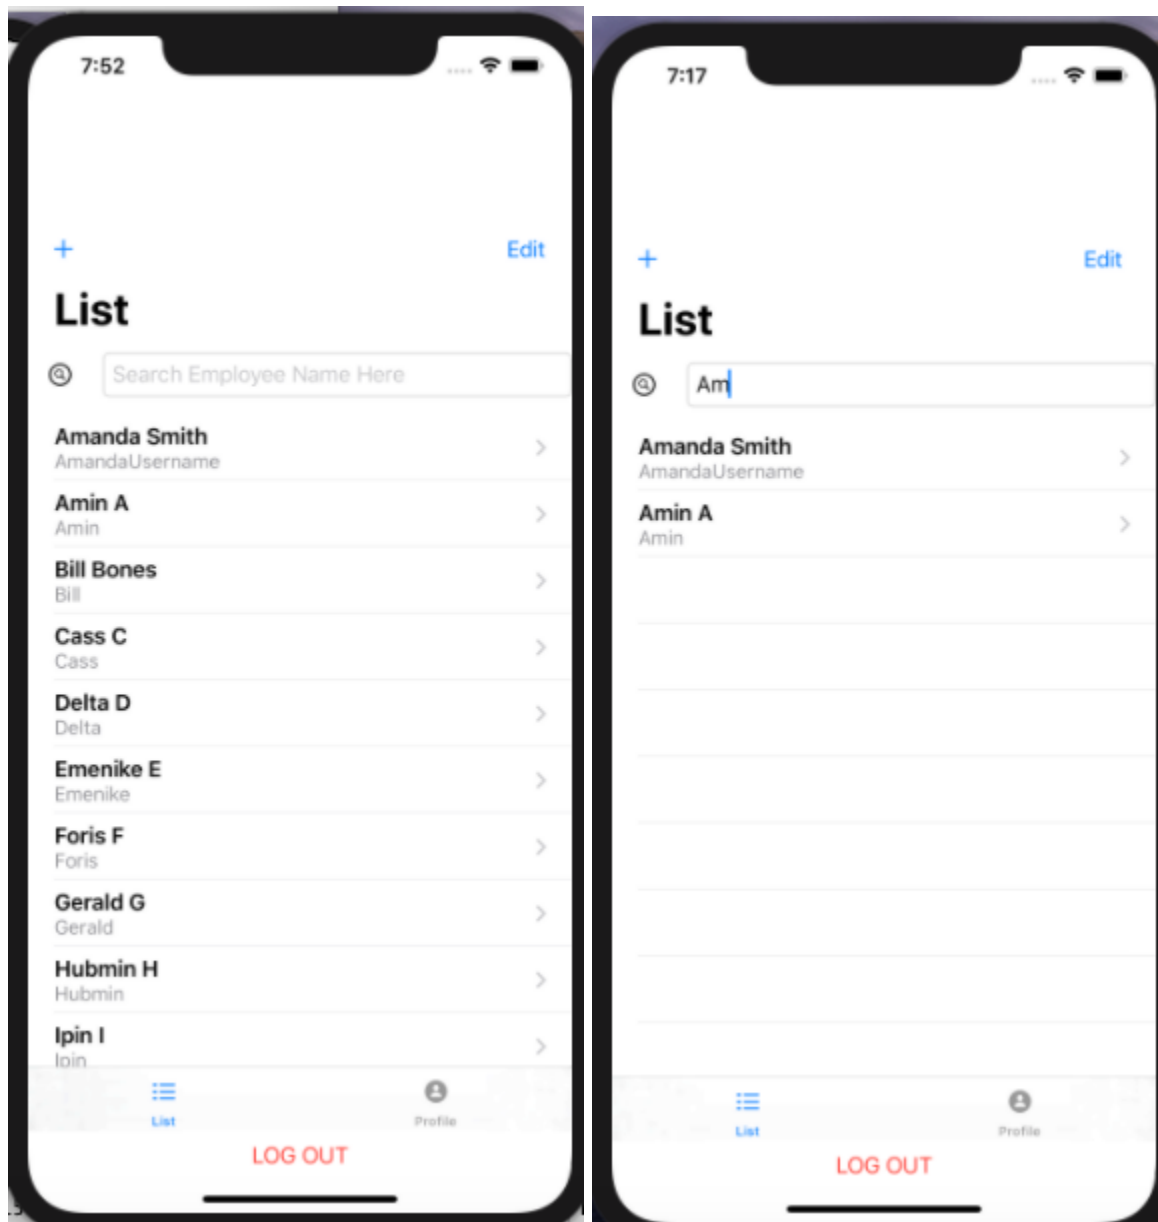 7:52
+
Edit
List
Search Employee Name Here
Amanda Smith
AmandaUsername
Amin A
Amin
Bill Bones
Bill
Cass C
Cass
Delta D
Delta
Emenike E
Emenike
Foris F
Foris
Gerald G
Gerald
Hubmin H
Hubmin
Ipin I
Ipin
List
Profile
LOG OUT
7:17
+
Edit
List
Am
Amanda Smith
AmandaUsername
Amin A
Amin
List
Profile
LOG OUT